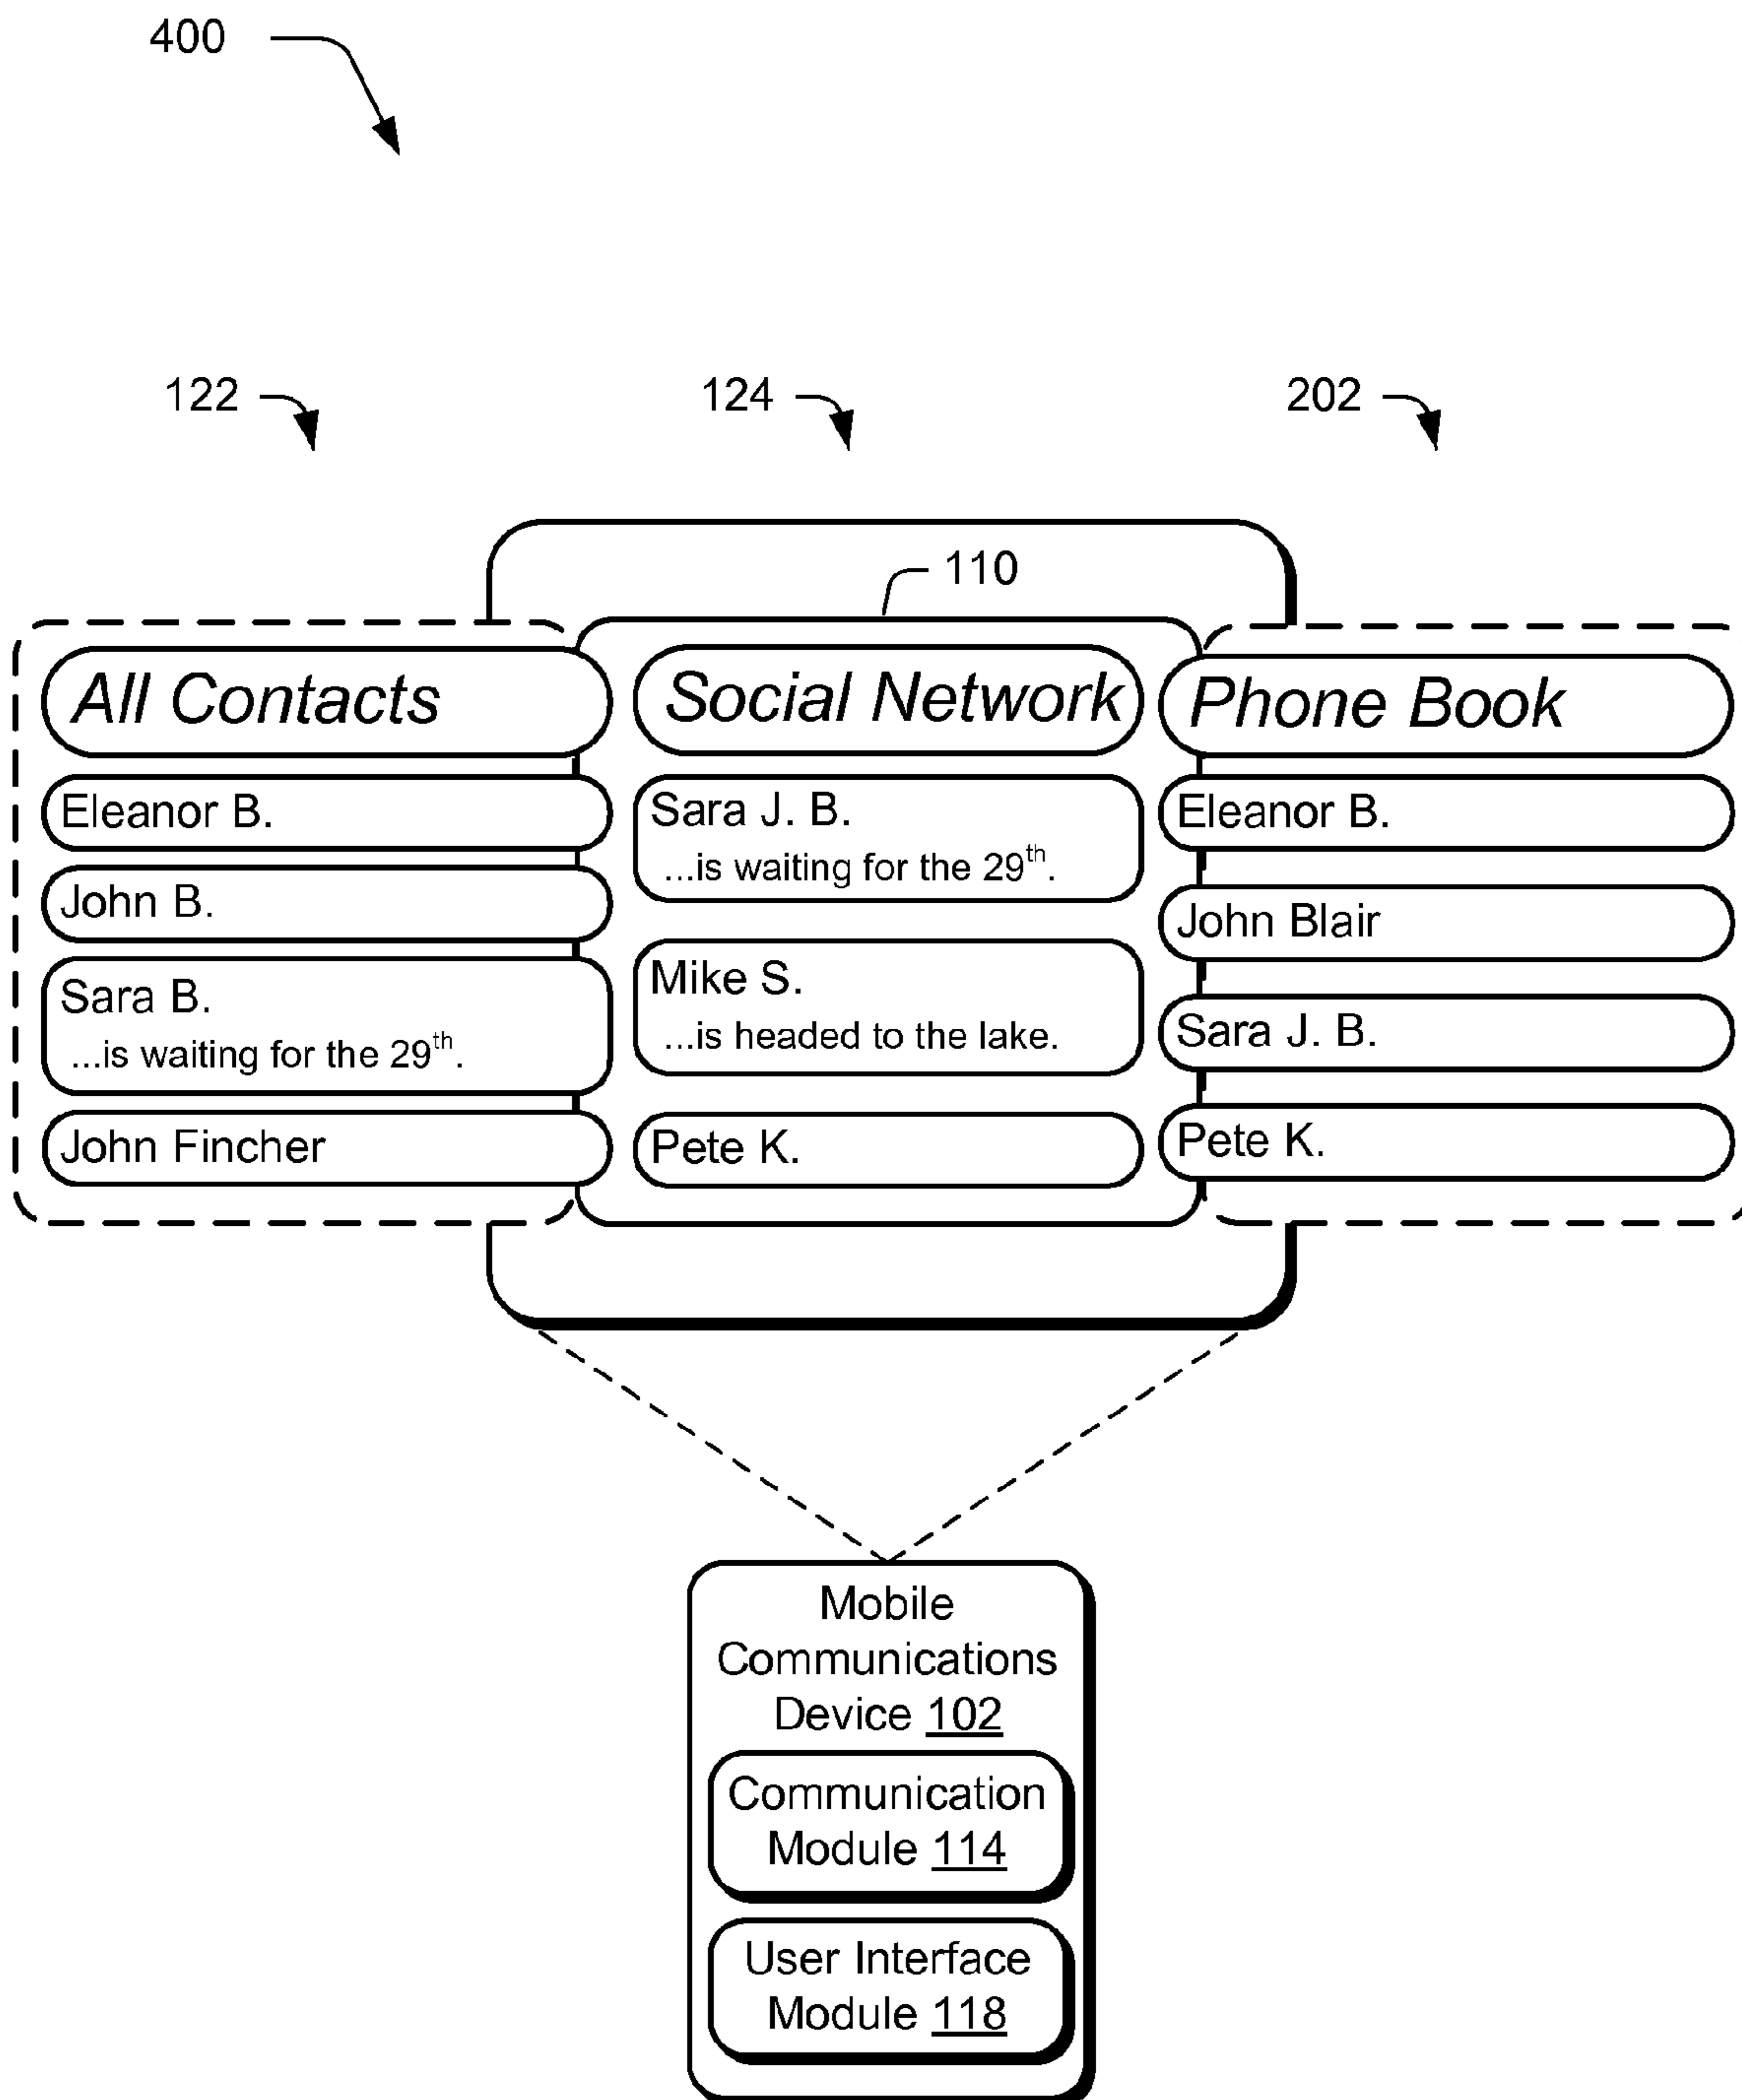 400
122
124
202
110
All Contacts
Eleanor B.
John B.
Sara B.
...is waiting for the 29th.
John Fincher
Social Network
Sara J. B.
...is waiting for the 29th.
Mike S.
...is headed to the lake.
Pete K.
Phone Book
Eleanor B.
John Blair
Sara J. B.
Pete K.
Mobile
Communications
Device 102
Communication
Module 114
User Interface
Module 118